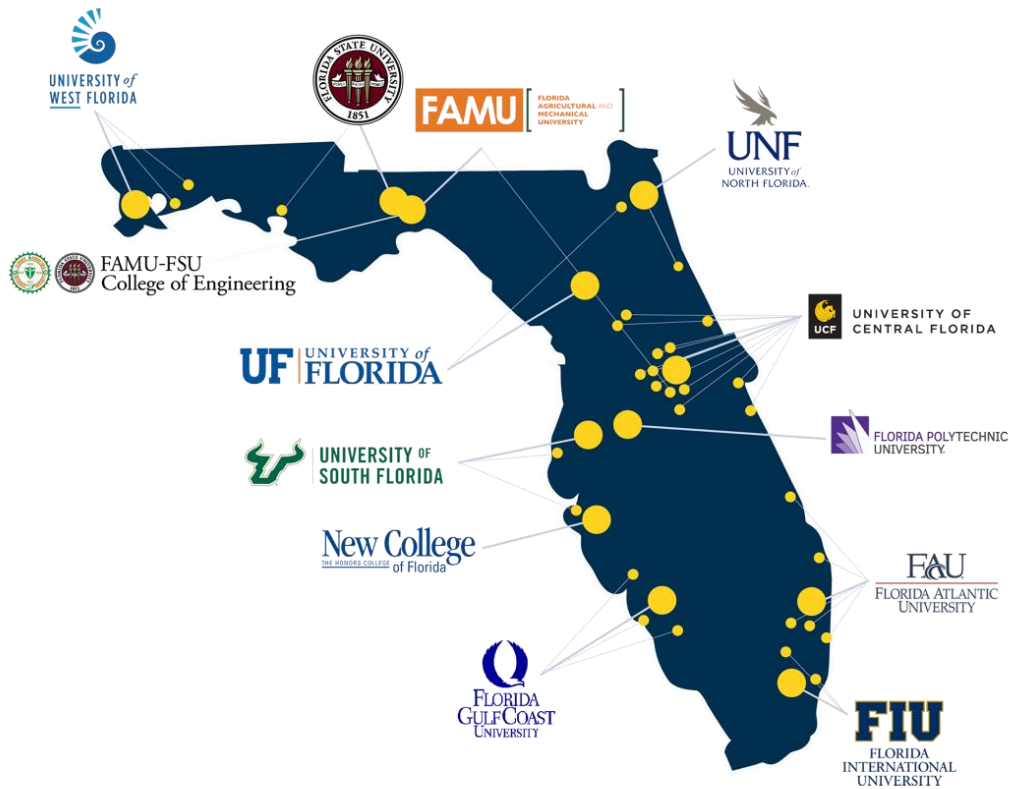 UNIVERSITY of
WEST FLORIDA
FLORIDA STATE UNIVERSITY
1851
FAMU
FLORIDA
AGRICULTURAL AND
MECHANICAL
UNIVERSITY
UNF
UNIVERSITY of
NORTH FLORIDA.
FAMU-FSU
College of Engineering
UCF
UNIVERSITY OF
CENTRAL FLORIDA
UF
UNIVERSITY of
FLORIDA
FLORIDA POLYTECHNIC
UNIVERSITY
UNIVERSITY OF
SOUTH FLORIDA
New College
THE HONORS COLLEGE
of Florida
FAU
FLORIDA ATLANTIC
UNIVERSITY
FLORIDA
GULF COAST
UNIVERSITY
FIU
FLORIDA
INTERNATIONAL
UNIVERSITY